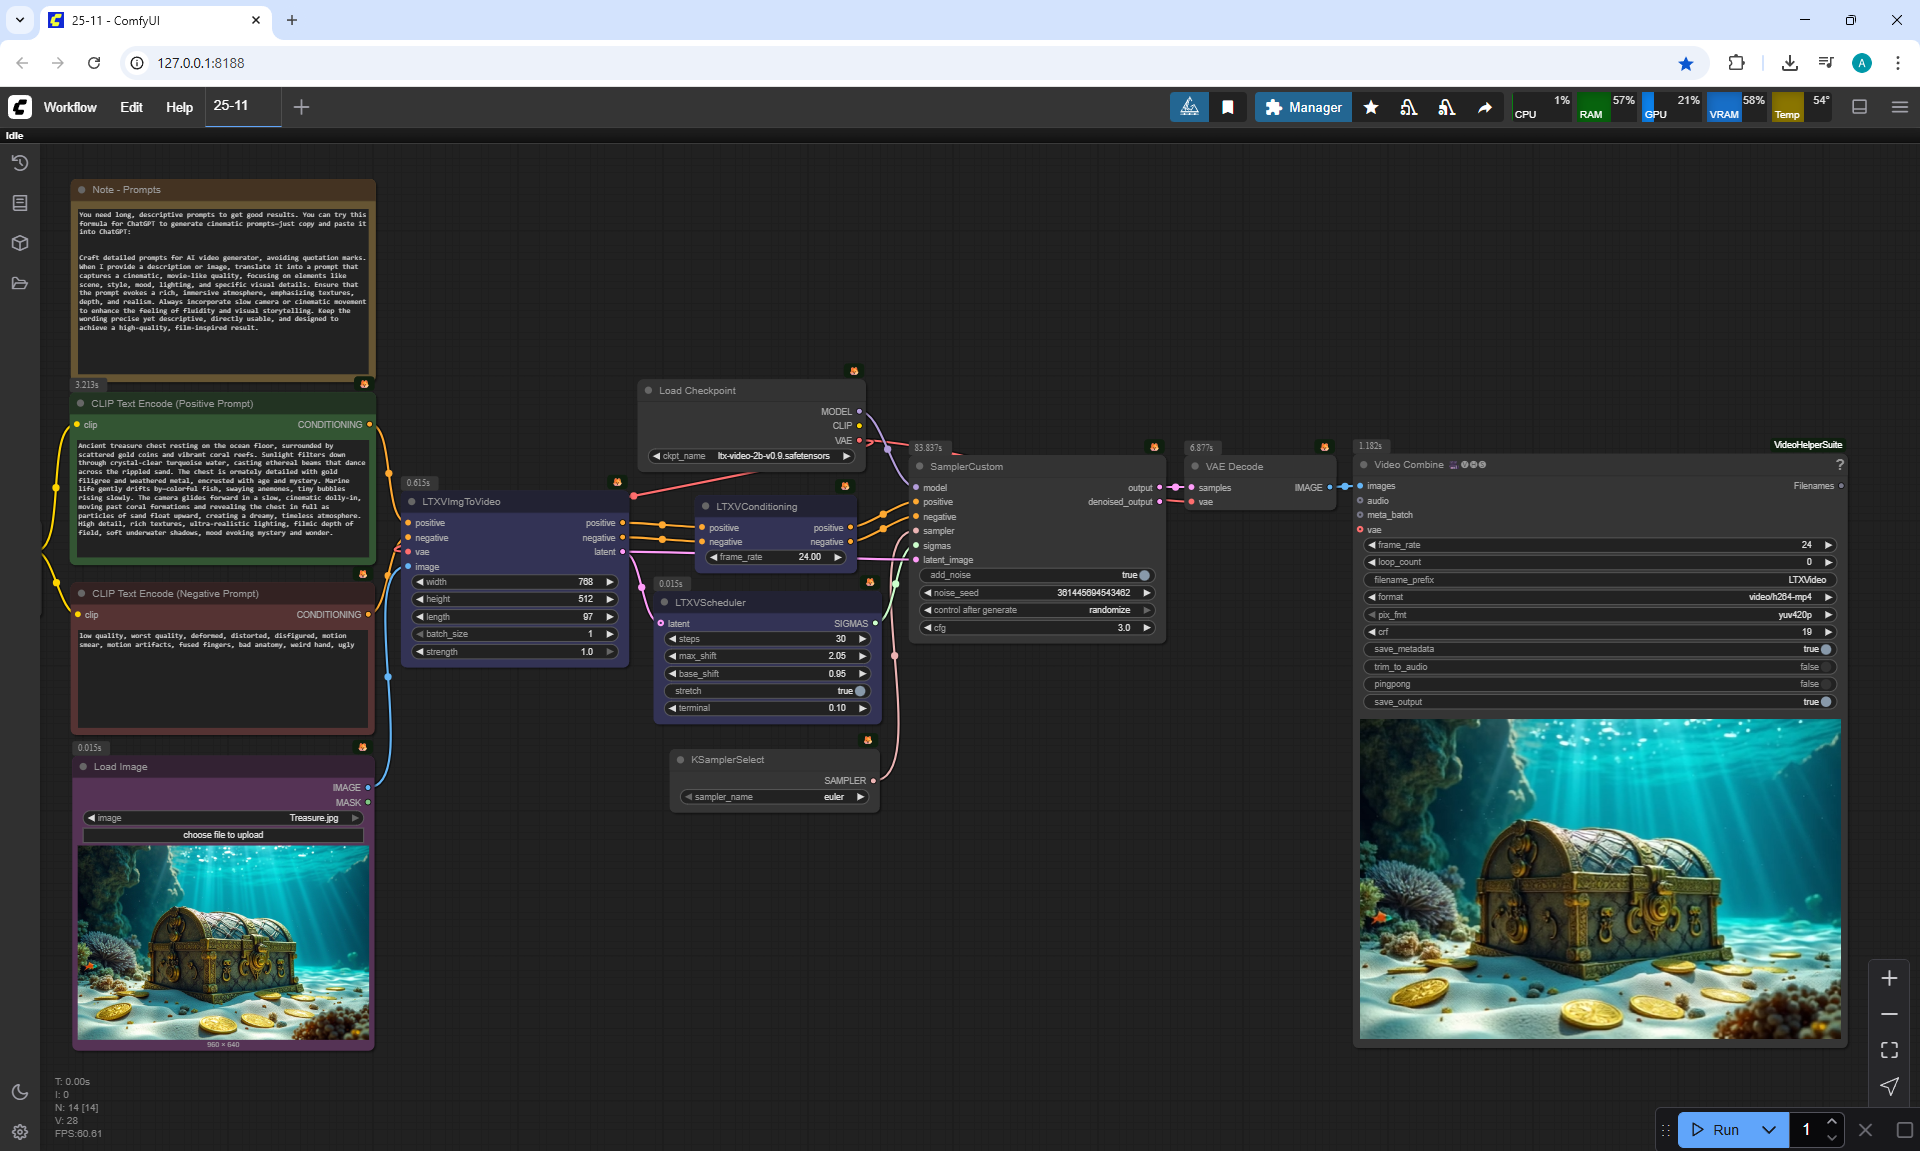 25-11 - ComfyUI
127.0.0.1:8188
A
Workflow
Edit
Help
25-11
Manager
1%
CPU
57%
RAM
21%
GPU
58%
VRAM
54°
Temp
Idle
Note - Prompts
You need long, descriptive prompts to get good results. You can try this
formula for ChatGPT to generate cinematic prompts—just copy and paste it
into ChatGPT:
Craft detailed prompts for AI video generator, avoiding quotation marks.
When I provide a description or image, translate it into a prompt that
captures a cinematic, movie-like quality, focusing on elements like
scene, style, mood, lighting, and specific visual details. Ensure that
the prompt evokes a rich, immersive atmosphere, emphasizing textures,
depth, and realism. Always incorporate slow camera or cinematic movement
to enhance the feeling of fluidity and visual storytelling. Keep the
wording precise yet descriptive, directly usable, and designed to
achieve a high-quality, film-inspired result.
3.213s
CLIP Text Encode (Positive Prompt)
clip
CONDITIONING
Ancient treasure chest resting on the ocean floor, surrounded by
scattered gold coins and vibrant coral reefs. Sunlight filters down
through crystal-clear turquoise water, casting ethereal beams that dance
across the rippled sand. The chest is ornately detailed with gold
filigree and weathered metal, encrusted with age and mystery. Marine
life gently drifts by—colorful fish, swaying anemones, tiny bubbles
rising slowly. The camera glides forward in a slow, cinematic dolly-in,
moving past coral formations and revealing the chest in full as
particles of sand float upward, creating a dreamy, timeless atmosphere.
High detail, rich textures, ultra-realistic lighting, filmic depth of
field, soft underwater shadows, mood evoking mystery and wonder.
CLIP Text Encode (Negative Prompt)
clip
CONDITIONING
low quality, worst quality, deformed, distorted, disfigured, motion
smear, motion artifacts, fused fingers, bad anatomy, weird hand, ugly
0.015s
Load Image
IMAGE
MASK
image
Treasure.jpg
choose file to upload
960 × 640
0.615s
LTXVImgToVideo
positive
positive
negative
negative
vae
latent
image
width
768
height
512
length
97
batch_size
1
strength
1.0
Load Checkpoint
MODEL
CLIP
VAE
ckpt_name
ltx-video-2b-v0.9.safetensors
LTXVConditioning
positive
positive
negative
negative
frame_rate
24.00
0.015s
LTXVScheduler
latent
SIGMAS
steps
30
max_shift
2.05
base_shift
0.95
stretch
true
terminal
0.10
KSamplerSelect
SAMPLER
sampler_name
euler
83.837s
SamplerCustom
model
output
positive
denoised_output
negative
sampler
sigmas
latent_image
add_noise
true
noise_seed
361445694543462
control after generate
randomize
cfg
3.0
6.877s
VAE Decode
samples
IMAGE
vae
1.182s
VideoHelperSuite
Video Combine
?
images
Filenames
audio
meta_batch
vae
frame_rate
24
loop_count
0
filename_prefix
LTXVideo
format
video/h264-mp4
pix_fmt
yuv420p
crf
19
save_metadata
true
trim_to_audio
false
pingpong
false
save_output
true
T: 0.00s
I: 0
N: 14 [14]
V: 28
FPS:60.61
Run
1